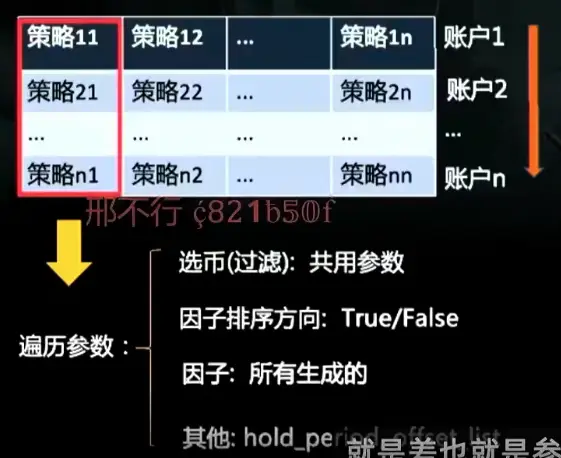 策略11 策略12 ... 策略1n 账户1
策略21 策略22 ... 策略2n 账户2
... ... ... ... ...
策略n1 策略n2 ... 策略nn 账户n
邢不行
选币(过滤): 共用参数
因子排序方向: True/False
遍历参数:
因子: 所有生成的
其他: hold_period, offset_list
就是差也就是参